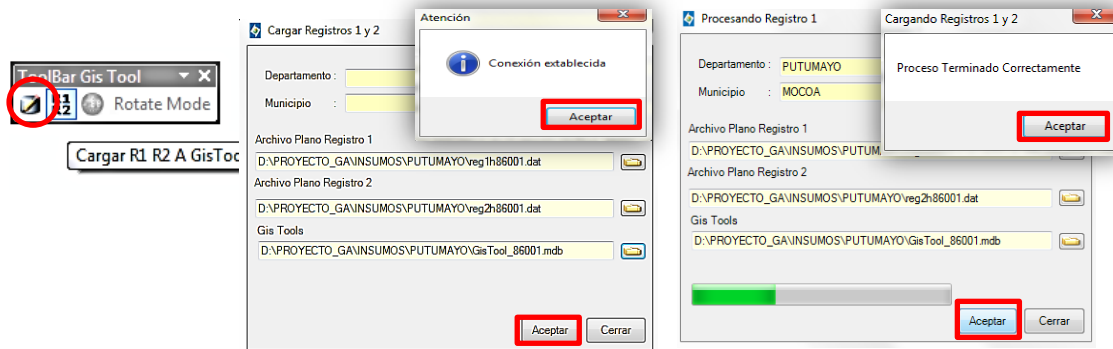 ToolBar Gis Tool
R1
R2
Rotate Mode
Cargar R1 R2 A GisToo
Cargar Registros 1 y 2
Departamento :
Municipio :
Archivo Plano Registro 1
D:\PROYECTO_GA\INSUMOS\PUTUMAYO\reg1h86001.dat
Archivo Plano Registro 2
D:\PROYECTO_GA\INSUMOS\PUTUMAYO\reg2h86001.dat
Gis Tools
D:\PROYECTO_GA\INSUMOS\PUTUMAYO\GisTool_86001.mdb
Aceptar
Cerrar
Atención
Conexión extablecida
Aceptar
Procesando Registro 1
Departamento : PUTUMAYO
Municipio : MOCOA
Archivo Plano Registro 1
D:\PROYECTO_GA\INSUMOS\PUTUM
Archivo Plano Registro 2
D:\PROYECTO_GA\INSUMOS\PUTUMAYO\reg2h86001.dat
Gis Tools
D:\PROYECTO_GA\INSUMOS\PUTUMAYO\GisTool_86001.mdb
Aceptar
Cerrar
Cargando Registros 1 y 2
Proceso Terminado Correctamente
Aceptar